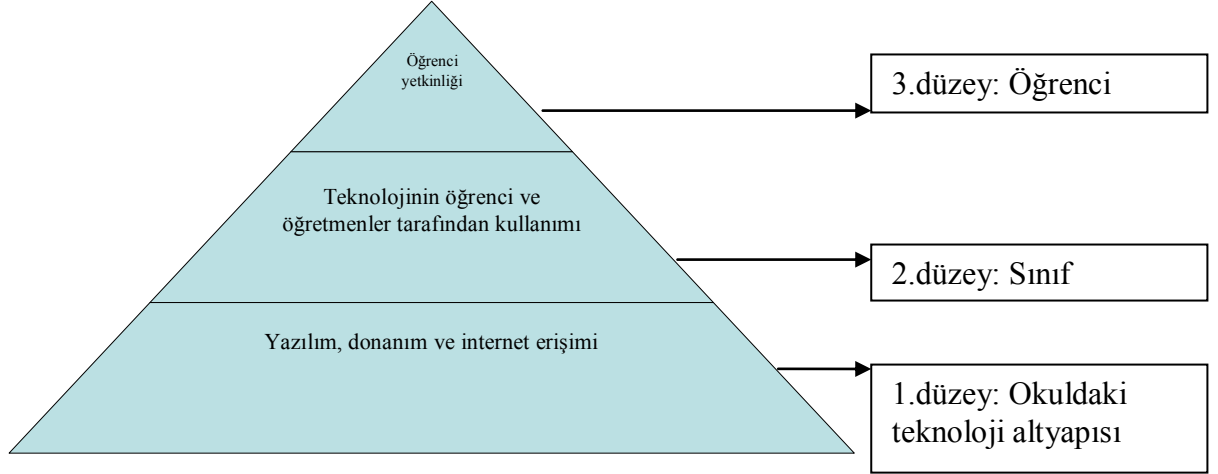 Öğrenci
yetkinliği
3.düzey: Öğrenci
Teknolojinin öğrenci ve
öğretmenler tarafından kullanımı
2.düzey: Sınıf
Yazılım, donanım ve internet erişimi
1.düzey: Okuldaki
teknoloji altyapısı